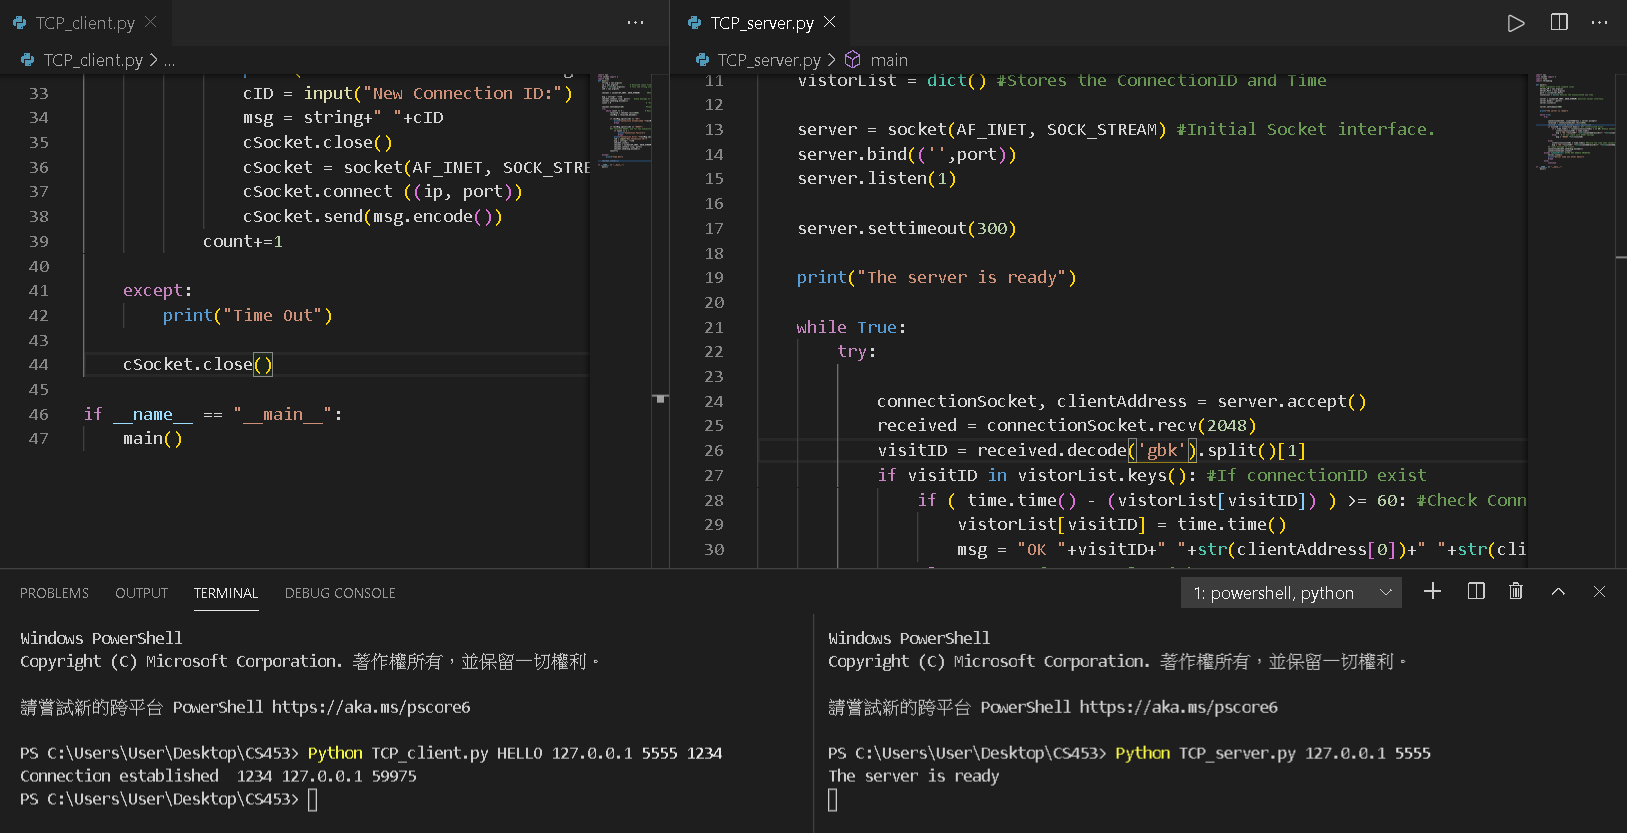 TCP_client.py
TCP_client.py > ...
33 cID = input("New Connection ID:")
34 msg = string+" "+cID
35 cSocket.close()
36 cSocket = socket(AF_INET, SOCK_STRE
37 cSocket.connect ((ip, port))
38 cSocket.send(msg.encode())
39 count+=1
40
41 except:
42 print("Time Out")
43
44 cSocket.close()
45
46 if __name__ == "__main__":
47 main()
TCP_server.py
TCP_server.py > main
11 vistorList = dict() #Stores the ConnectionID and Time
12
13 server = socket(AF_INET, SOCK_STREAM) #Initial Socket interface.
14 server.bind(('',port))
15 server.listen(1)
16
17 server.settimeout(300)
18
19 print("The server is ready")
20
21 while True:
22 try:
23
24 connectionSocket, clientAddress = server.accept()
25 received = connectionSocket.recv(2048)
26 visitID = received.decode('gbk').split()[1]
27 if visitID in vistorList.keys(): #If connectionID exist
28 if ( time.time() - (vistorList[visitID]) ) >= 60: #Check Conn
29 vistorList[visitID] = time.time()
30 msg = "OK "+visitID+" "+str(clientAddress[0])+" "+str(cli
PROBLEMS OUTPUT TERMINAL DEBUG CONSOLE
1: powershell, python
Windows PowerShell
Copyright (C) Microsoft Corporation. 著作權所有，並保留一切權利。
請嘗試新的跨平台 PowerShell https://aka.ms/pscore6
PS C:\Users\User\Desktop\CS453> Python TCP_client.py HELLO 127.0.0.1 5555 1234
Connection established  1234 127.0.0.1 59975
PS C:\Users\User\Desktop\CS453>
Windows PowerShell
Copyright (C) Microsoft Corporation. 著作權所有，並保留一切權利。
請嘗試新的跨平台 PowerShell https://aka.ms/pscore6
PS C:\Users\User\Desktop\CS453> Python TCP_server.py 127.0.0.1 5555
The server is ready